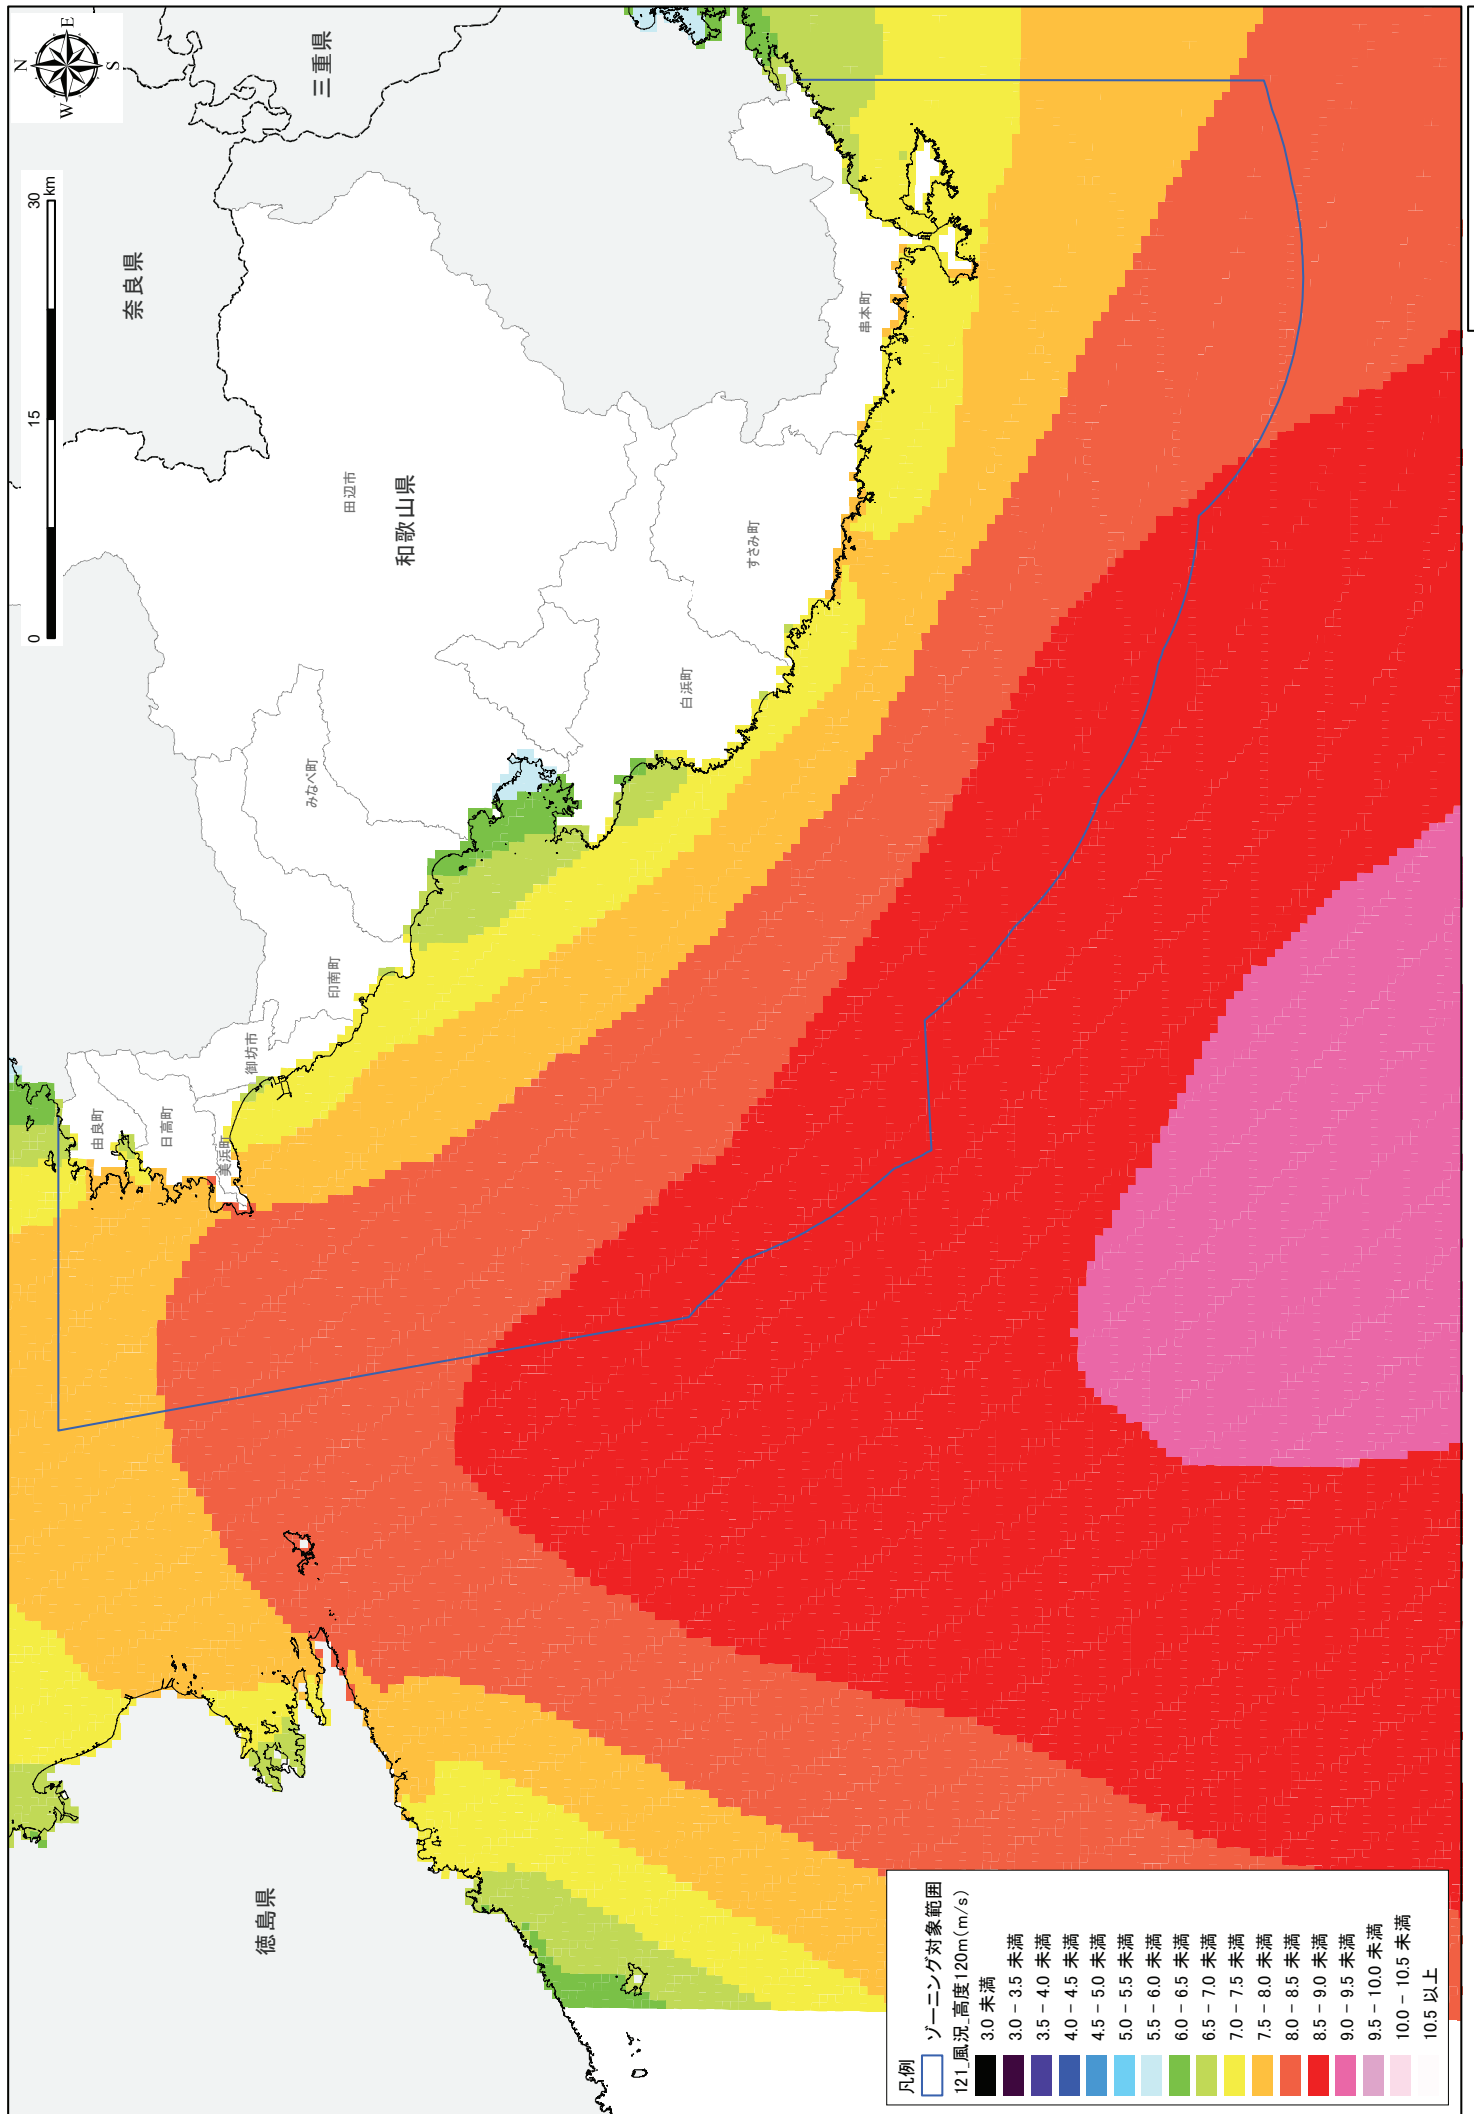 N
W
E
S
0
15
30
km
奈良県
三重県
和歌山県
徳島県
田辺市
みなべ町
印南町
御坊市
由良町
日高町
美浜町
白浜町
すさみ町
串本町
凡例
ゾーニング対象範囲
121_風況_高度120m(m/s)
3.0 未満
3.0 - 3.5 未満
3.5 - 4.0 未満
4.0 - 4.5 未満
4.5 - 5.0 未満
5.0 - 5.5 未満
5.5 - 6.0 未満
6.0 - 6.5 未満
6.5 - 7.0 未満
7.0 - 7.5 未満
7.5 - 8.0 未満
8.0 - 8.5 未満
8.5 - 9.0 未満
9.0 - 9.5 未満
9.5 - 10.0 未満
10.0 - 10.5 未満
10.5 以上